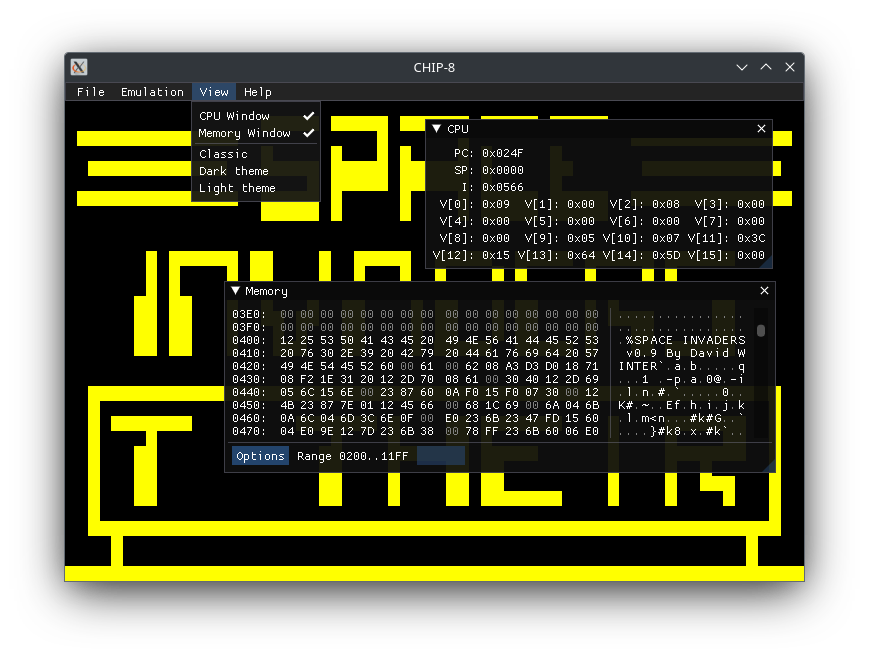 CHIP-8
File Emulation View Help
CPU Window
Memory Window
Classic
Dark theme
Light theme
CPU
PC: 0x024F
SP: 0x0000
I: 0x0566
V[0]: 0x09 V[1]: 0x00 V[2]: 0x08 V[3]: 0x00
V[4]: 0x00 V[5]: 0x00 V[6]: 0x00 V[7]: 0x00
V[8]: 0x00 V[9]: 0x05 V[10]: 0x07 V[11]: 0x3C
V[12]: 0x15 V[13]: 0x64 V[14]: 0x5D V[15]: 0x00
Memory
03E0: 00 00 00 00 00 00 00 00 00 00 00 00 00 00 00 00 ................
03F0: 00 00 00 00 00 00 00 00 00 00 00 00 00 00 00 00 ................
0400: 12 25 53 50 41 43 45 20 49 4E 56 41 44 45 52 53 .%SPACE INVADERS
0410: 20 76 30 2E 39 20 42 79 20 44 61 76 69 64 20 57 v0.9 By David W
0420: 49 4E 54 45 52 60 00 61 00 62 08 A3 D3 D0 18 71 INTER`.a.b.....q
0430: 08 F2 1E 31 20 12 2D 70 08 61 00 30 40 12 2D 69 ...1 .-p.a.0@.-i
0440: 05 6C 15 6E 00 23 87 60 0A F0 15 F0 07 30 00 12 .l.n.#.`.....0..
0450: 4B 23 87 7E 01 12 45 66 00 68 1C 69 00 6A 04 6B K#.~..Ef.h.i.j.k
0460: 0A 6C 04 6D 3C 6E 0F 00 E0 23 6B 23 47 FD 15 60 .l.m<n...#k#G..`
0470: 04 E0 9E 12 7D 23 6B 38 00 78 FF 23 6B 60 06 E0 ....}#k8.x.#k`..
Options Range 0200..11FF